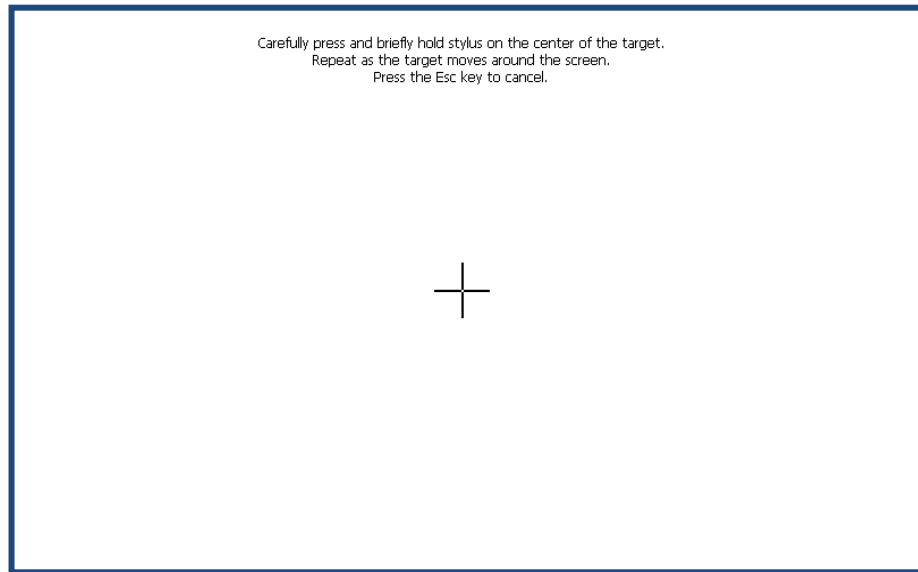 Carefully press and briefly hold stylus on the center of the target.
Repeat as the target moves around the screen.
Press the Esc key to cancel.